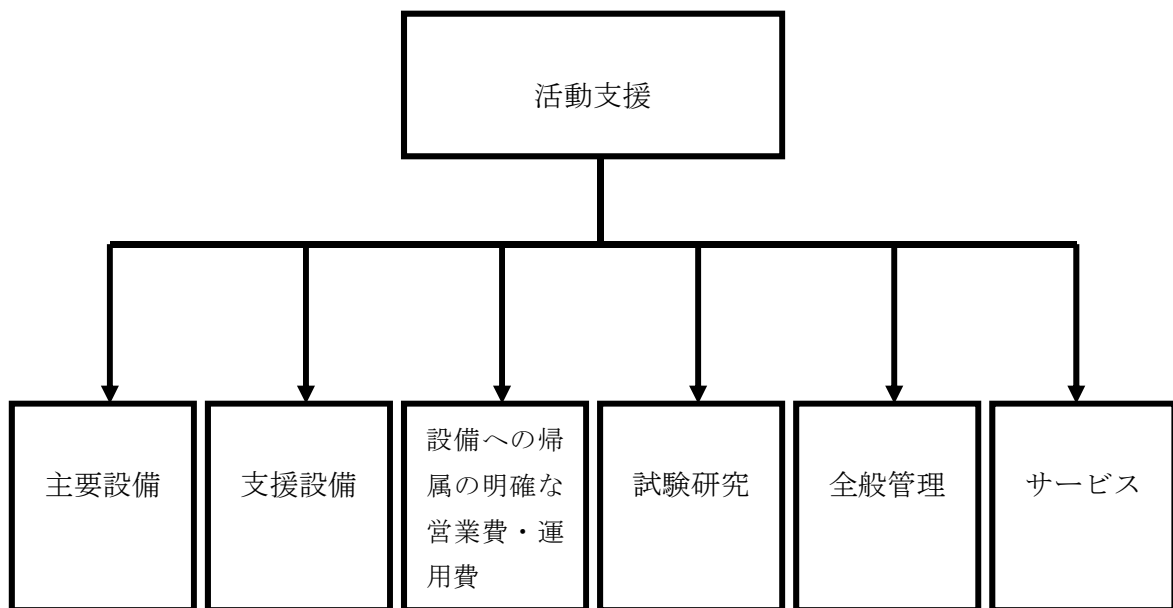 活動支援
主要設備
支援設備
設備への帰
属の明確な
営業費・運
用費
試験研究
全般管理
サービス